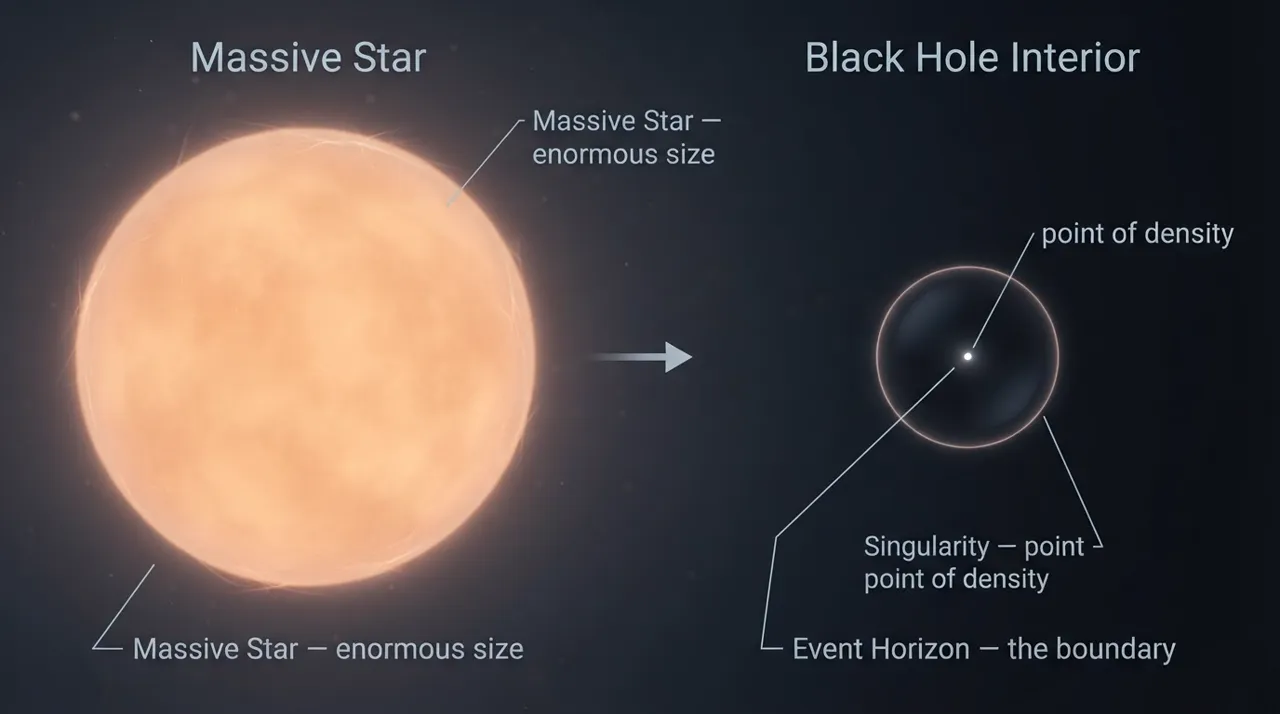 Massive Star
Black Hole Interior
Massive Star —
enormous size
point of density
Singularity — point
point of density
Massive Star — enormous size
Event Horizon — the boundary